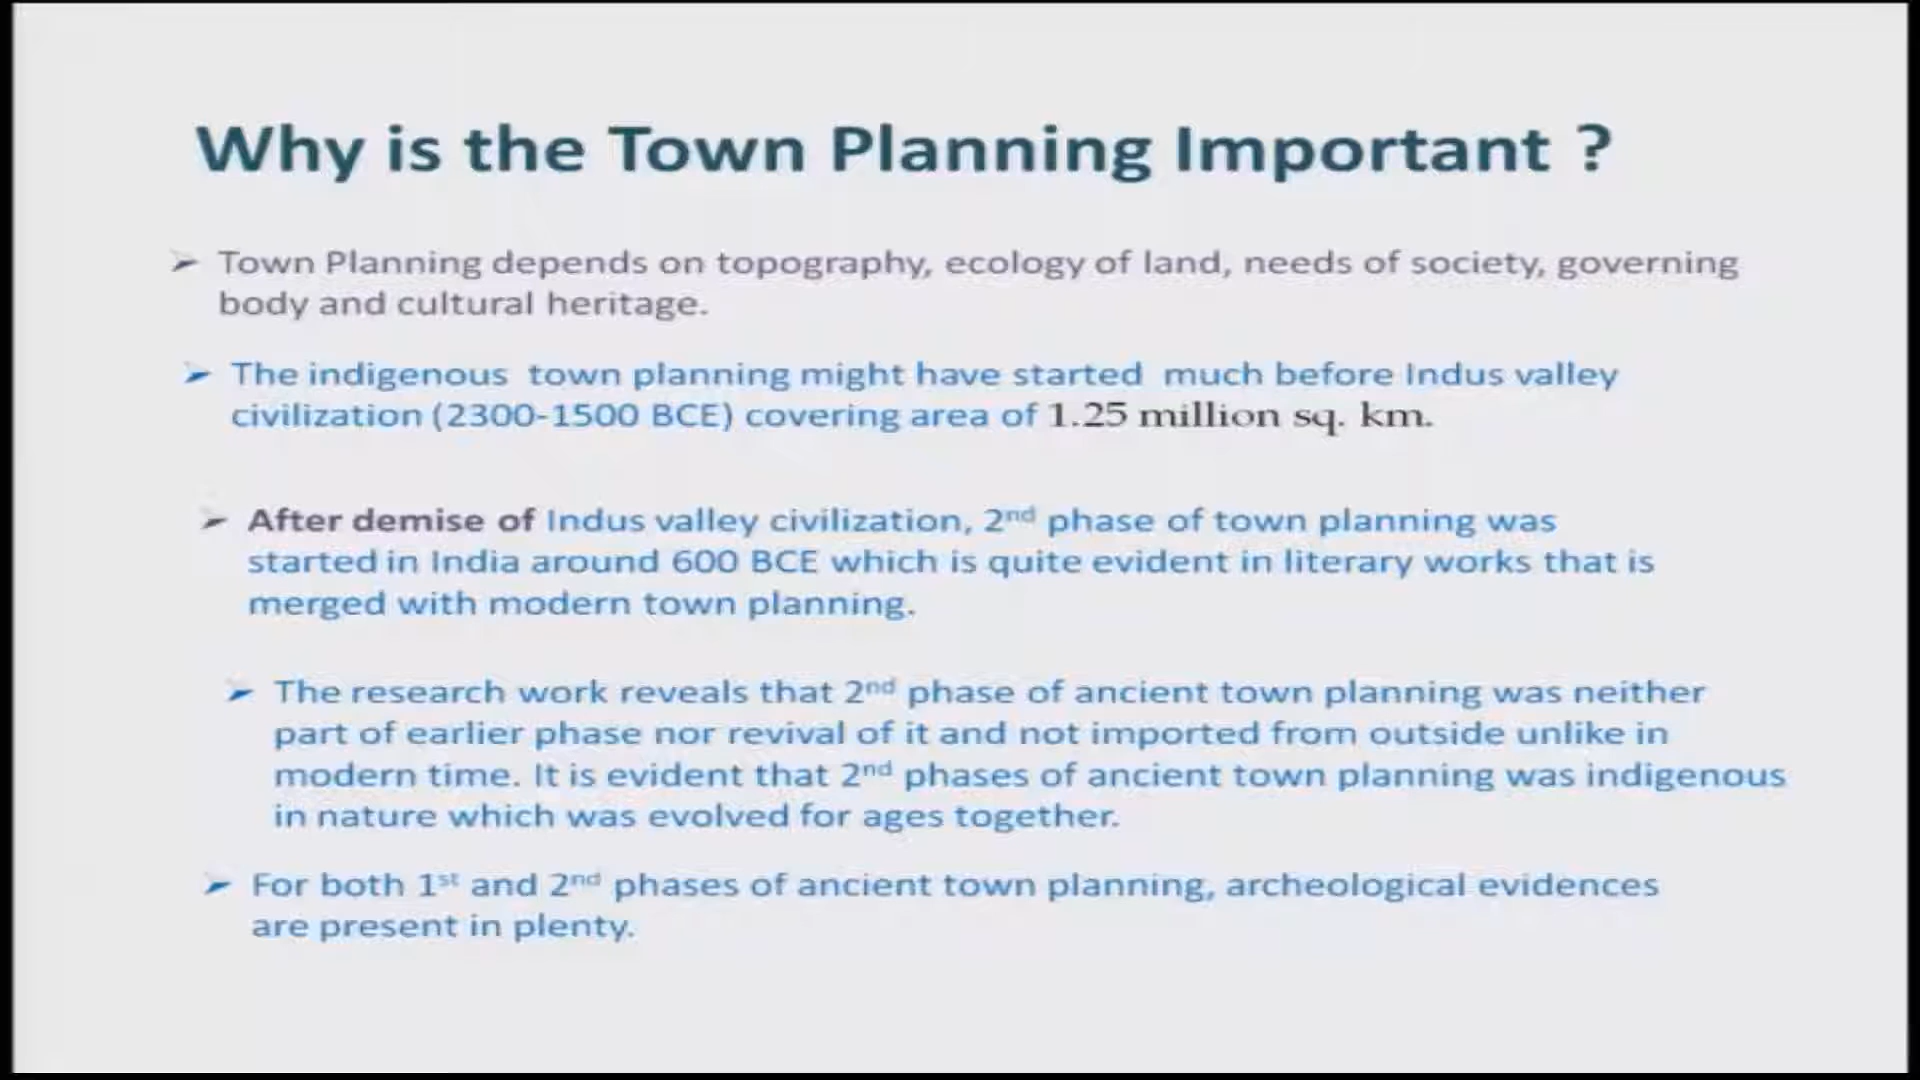 Why is the Town Planning Important ?
➢ Town Planning depends on topography, ecology of land, needs of society, governing
body and cultural heritage.
➢ The indigenous town planning might have started much before Indus valley
civilization (2300-1500 BCE) covering area of 1.25 million sq. km.
➢ After demise of Indus valley civilization, 2nd phase of town planning was
started in India around 600 BCE which is quite evident in literary works that is
merged with modern town planning.
➢ The research work reveals that 2nd phase of ancient town planning was neither
part of earlier phase nor revival of it and not imported from outside unlike in
modern time. It is evident that 2nd phases of ancient town planning was indigenous
in nature which was evolved for ages together.
➢ For both 1st and 2nd phases of ancient town planning, archeological evidences
are present in plenty.